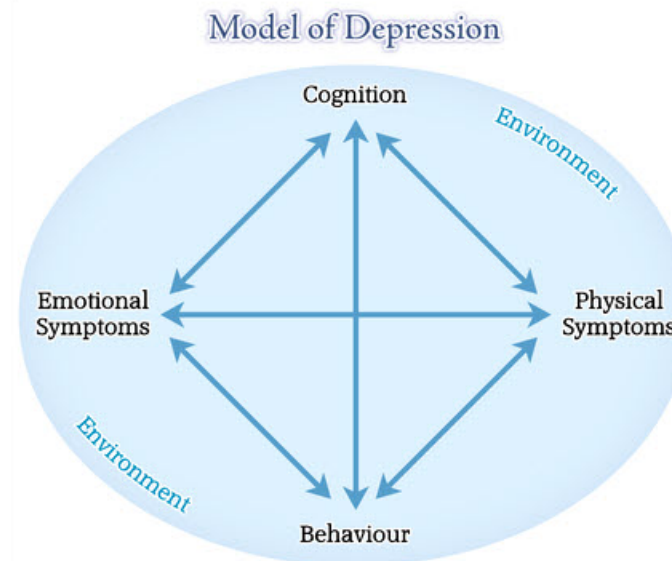 Model of Depression
Cognition
Environment
Emotional
Symptoms
Physical
Symptoms
Environment
Behaviour